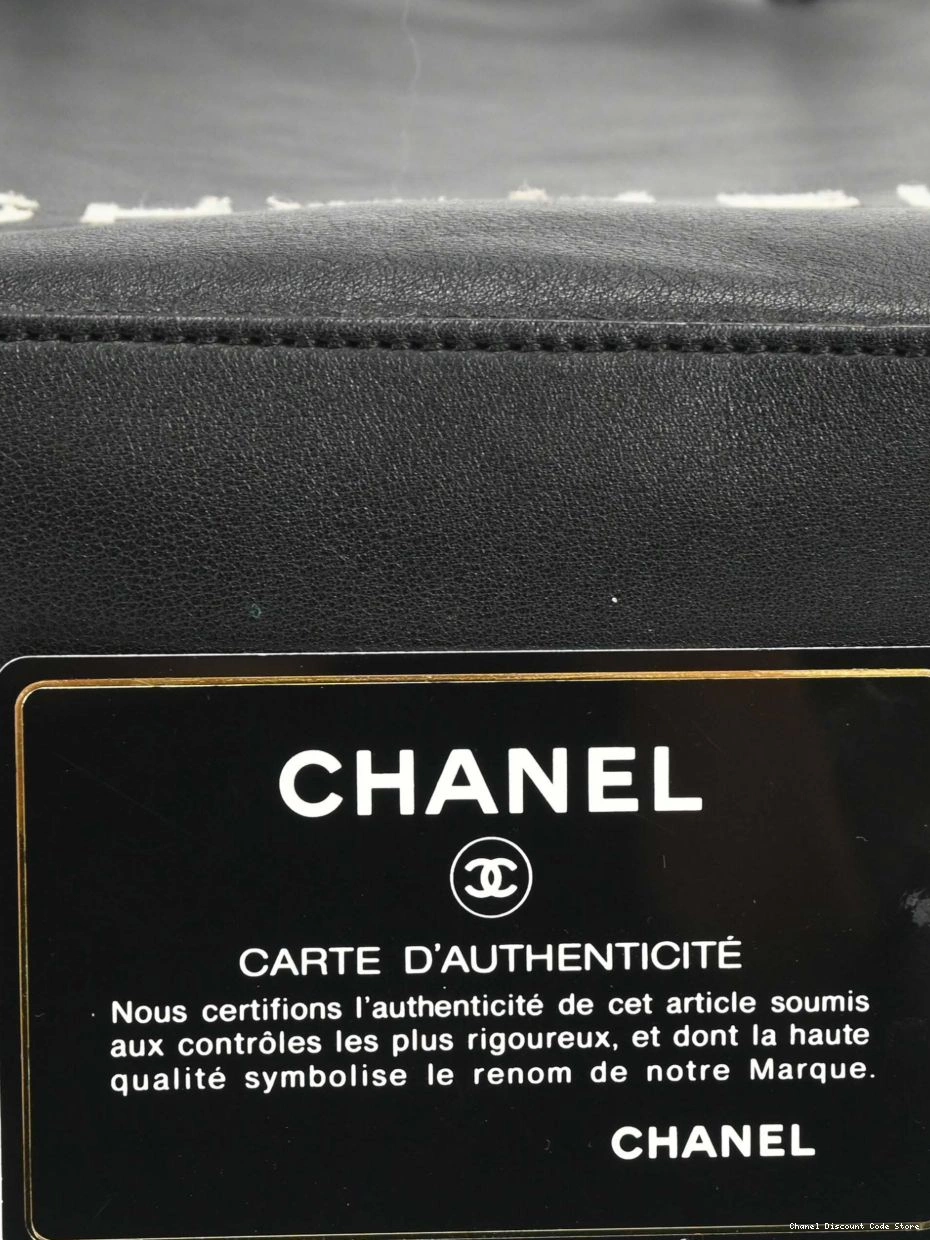 CHANEL
CARTE D'AUTHENTICITÉ
Nous certifions l'authenticité de cet article soumis
aux contrôles les plus rigoureux, et dont la haute
qualité symbolise le renom de notre Marque.
CHANEL
Chanel Discount Code Store